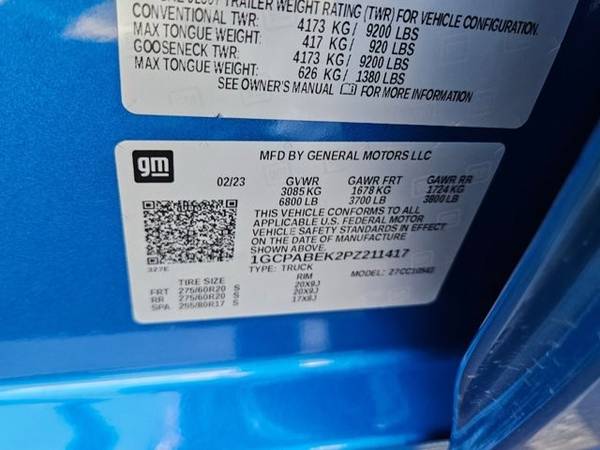 TRAILER WEIGHT RATING (TWR) FOR VEHICLE CONFIGURATION.
CONVENTIONAL TWR: 4173 KG/ 9200 LBS
MAX TONGUE WEIGHT: 417 KG/ 920 LBS
GOOSENECK TWR: 4173 KG/ 9200 LBS
MAX TONGUE WEIGHT: 626 KG/ 1380 LBS
SEE OWNER'S MANUAL FOR MORE INFORMATION
gm
MFD BY GENERAL MOTORS LLC
02/23 GVWR GAWR FRT GAWR RR
3085 KG 1678 KG 1724 KG
6800 LB 3700 LB 3800 LB
THIS VEHICLE CONFORMS TO ALL
APPLICABLE U.S. FEDERAL MOTOR
VEHICLE SAFETY STANDARDS IN EFFECT
ON THE DATE OF MANUFACTURE SHOWN ABOVE.
1GCPABEK2PZ211417
327E
TYPE: TRUCK MODEL:
TIRE SIZE RIM
FRT 275/60R20 S 20X9J
RR 275/60R20 S 20X9J
SPA 255/80R17 S 17X8J